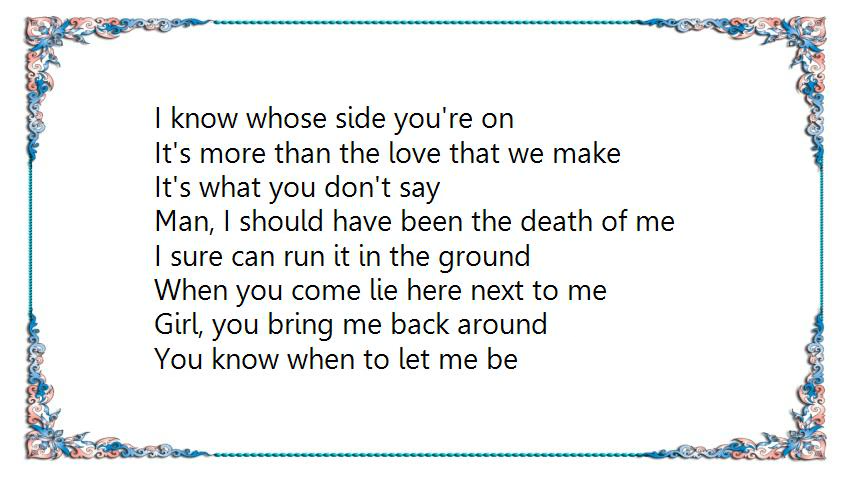 I know whose side you're on
It's more than the love that we make
It's what you don't say
Man, I should have been the death of me
I sure can run it in the ground
When you come lie here next to me
Girl, you bring me back around
You know when to let me be